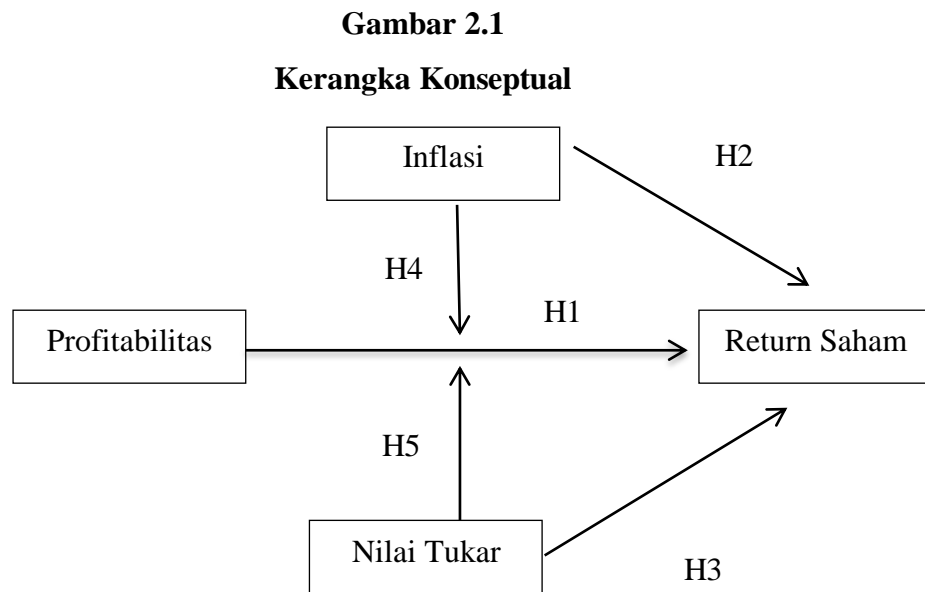 Gambar 2.1
Kerangka Konseptual
Inflasi
H2
H4
H1
Profitabilitas
Return Saham
H5
Nilai Tukar
H3